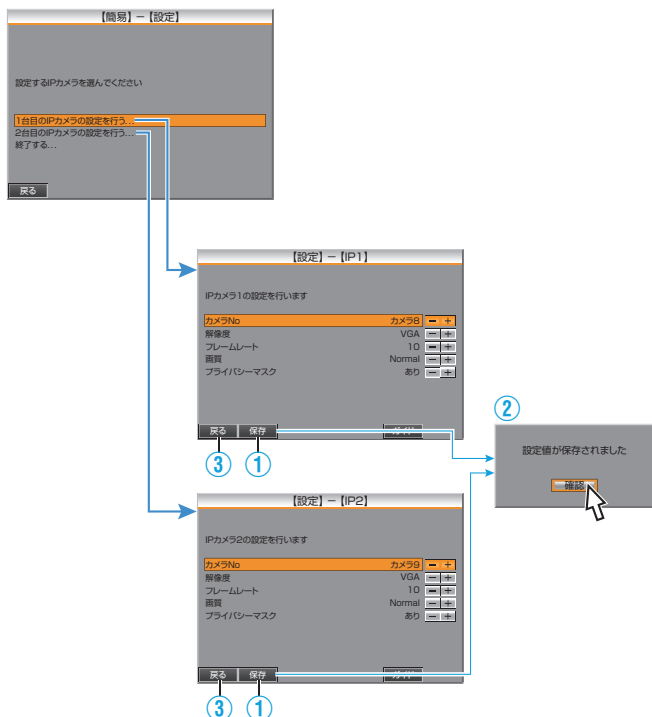 【簡易】－【設定】
設定するIPカメラを選んでください
1台目のIPカメラの設定を行う...
2台目のIPカメラの設定を行う...
終了する...
戻る
【設定】－【IP1】
IPカメラ1の設定を行います
カメラNo カメラ8 － ＋
解像度 VGA － ＋
フレームレート 10 － ＋
画質 Normal － ＋
プライバシーマスク あり － ＋
戻る 保存
③ ①
②
設定値が保存されました
確認
【設定】－【IP2】
IPカメラ2の設定を行います
カメラNo カメラ9 － ＋
解像度 VGA － ＋
フレームレート 10 － ＋
画質 Normal － ＋
プライバシーマスク あり － ＋
戻る 保存
③ ①